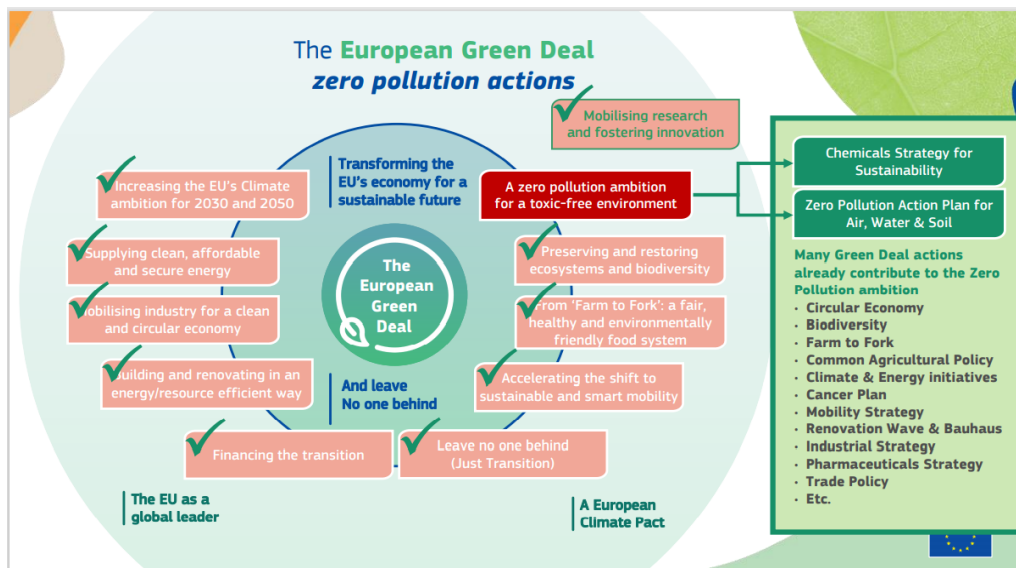 The European Green Deal
zero pollution actions
Mobilising research
and fostering innovation
Transforming the
EU's economy for a
sustainable future
Increasing the EU's Climate
ambition for 2030 and 2050
A zero pollution ambition
for a toxic-free environment
Supplying clean, affordable
and secure energy
Preserving and restoring
ecosystems and biodiversity
The
European
Green
Deal
Mobilising industry for a clean
and circular economy
From 'Farm to Fork': a fair,
healthy and environmentally
friendly food system
Building and renovating in an
energy/resource efficient way
Accelerating the shift to
sustainable and smart mobility
And leave
No one behind
Financing the transition
Leave no one behind
(Just Transition)
The EU as a
global leader
A European
Climate Pact
Chemicals Strategy for
Sustainability
Zero Pollution Action Plan for
Air, Water & Soil
Many Green Deal actions
already contribute to the Zero
Pollution ambition
· Circular Economy
· Biodiversity
· Farm to Fork
· Common Agricultural Policy
· Climate & Energy initiatives
· Cancer Plan
· Mobility Strategy
· Renovation Wave & Bauhaus
· Industrial Strategy
· Pharmaceuticals Strategy
· Trade Policy
· Etc.